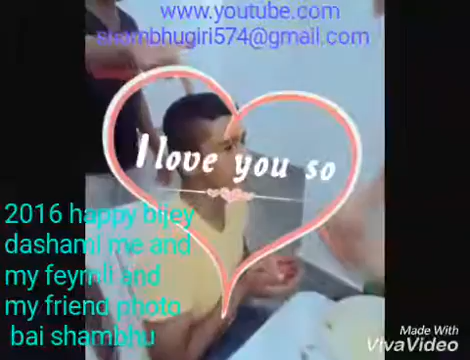 www.youtube.com
shambhugiri574@gmail.com
I love you so
2016 happy bijey
dashami me and
my feymli and
my friend photo
bai shambhu
Made With
VivaVideo